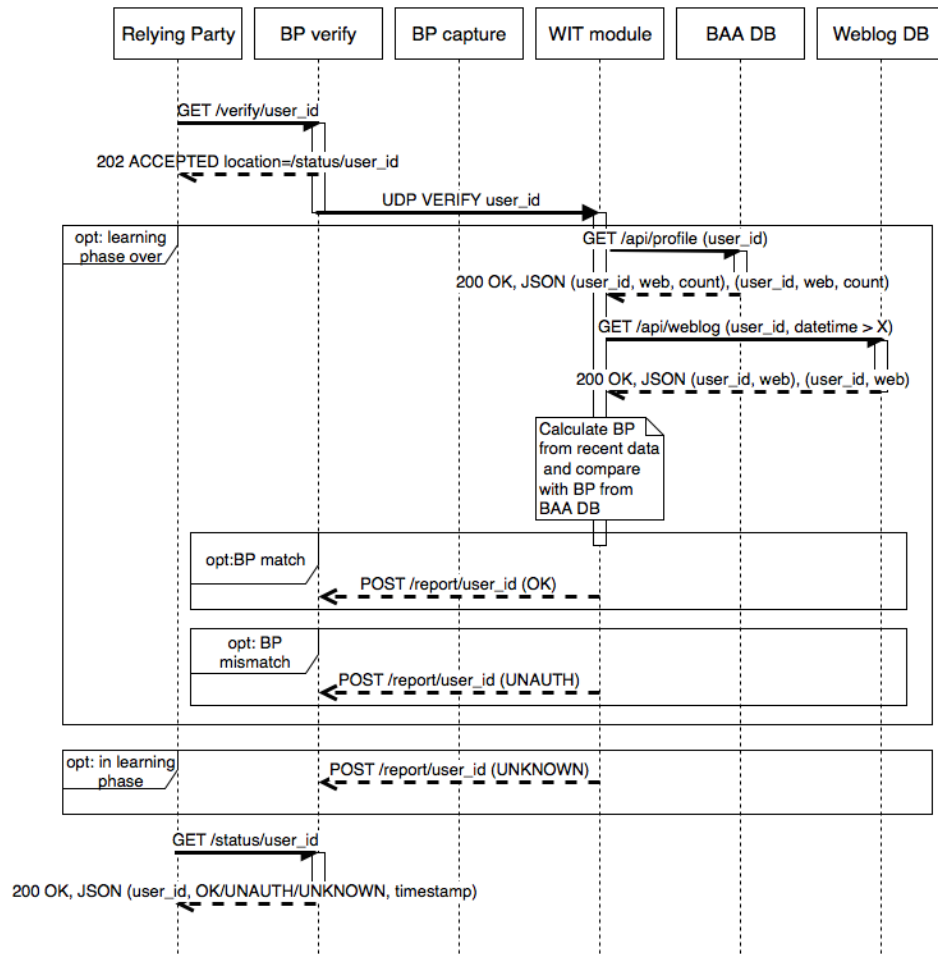 Relying Party
BP verify
BP capture
WIT module
BAA DB
Weblog DB
GET /verify/user_id
202 ACCEPTED location=/status/user_id
UDP VERIFY user_id
opt: learning
phase over
GET /api/profile (user_id)
200 OK, JSON (user_id, web, count), (user_id, web, count)
GET /api/weblog (user_id, datetime > X)
200 OK, JSON (user_id, web), (user_id, web)
Calculate BP
from recent data
and compare
with BP from
BAA DB
opt:BP match
POST /report/user_id (OK)
opt: BP
mismatch
POST /report/user_id (UNAUTH)
opt: in learning
phase
POST /report/user_id (UNKNOWN)
GET /status/user_id
200 OK, JSON (user_id, OK/UNAUTH/UNKNOWN, timestamp)